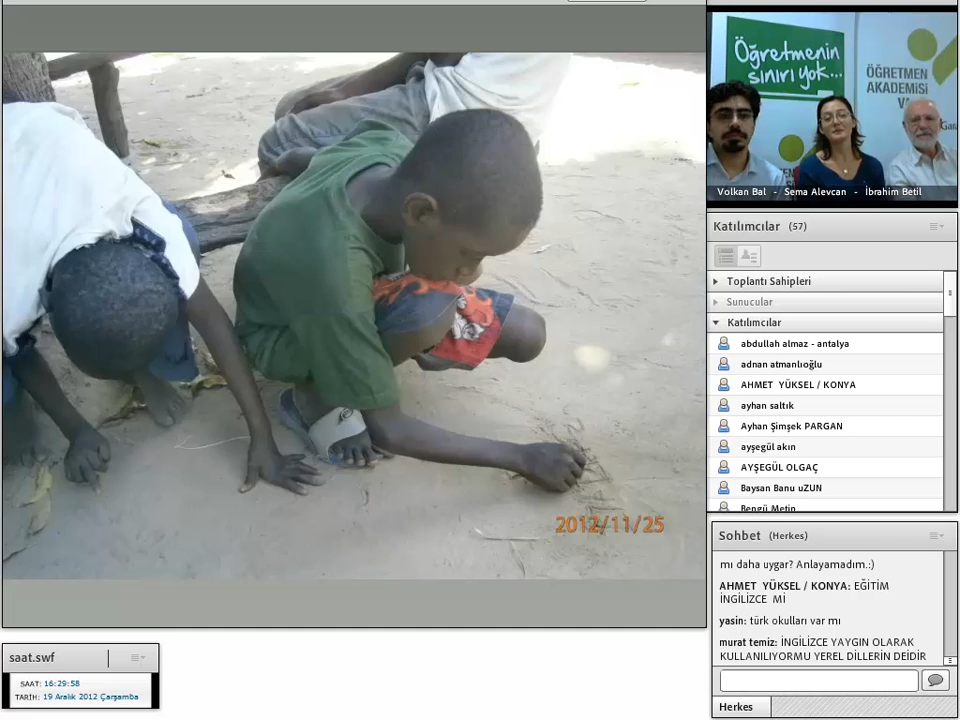 2012/11/25
Öğretmenin
sınırı yok...
ÖĞRETMEN
AKADEMİSİ
Volkan Bal - Sema Alevcan - İbrahim Betil
Katılımcılar (57)
Toplantı Sahipleri
Sunucular
Katılımcılar
abdullah almaz - antalya
adnan atmanlıoğlu
AHMET YÜKSEL / KONYA
ayhan saltık
Ayhan Şimşek PARGAN
ayşegül akın
AYŞEGÜL OLGAÇ
Baysan Banu uZUN
Bengü Metin
Sohbet (Herkes)
mı daha uygar? Anlayamadım.:)
AHMET YÜKSEL / KONYA: EĞİTİM
İNGİLİZCE Mİ
yasin: türk okulları var mı
murat temiz: İNGİLİZCE YAYGIN OLARAK
KULLANILIYORMU YEREL DİLLERİN DEİDİR
Herkes
saat.swf
SAAT: 16:29:58
TARİH: 19 Aralık 2012 Çarşamba